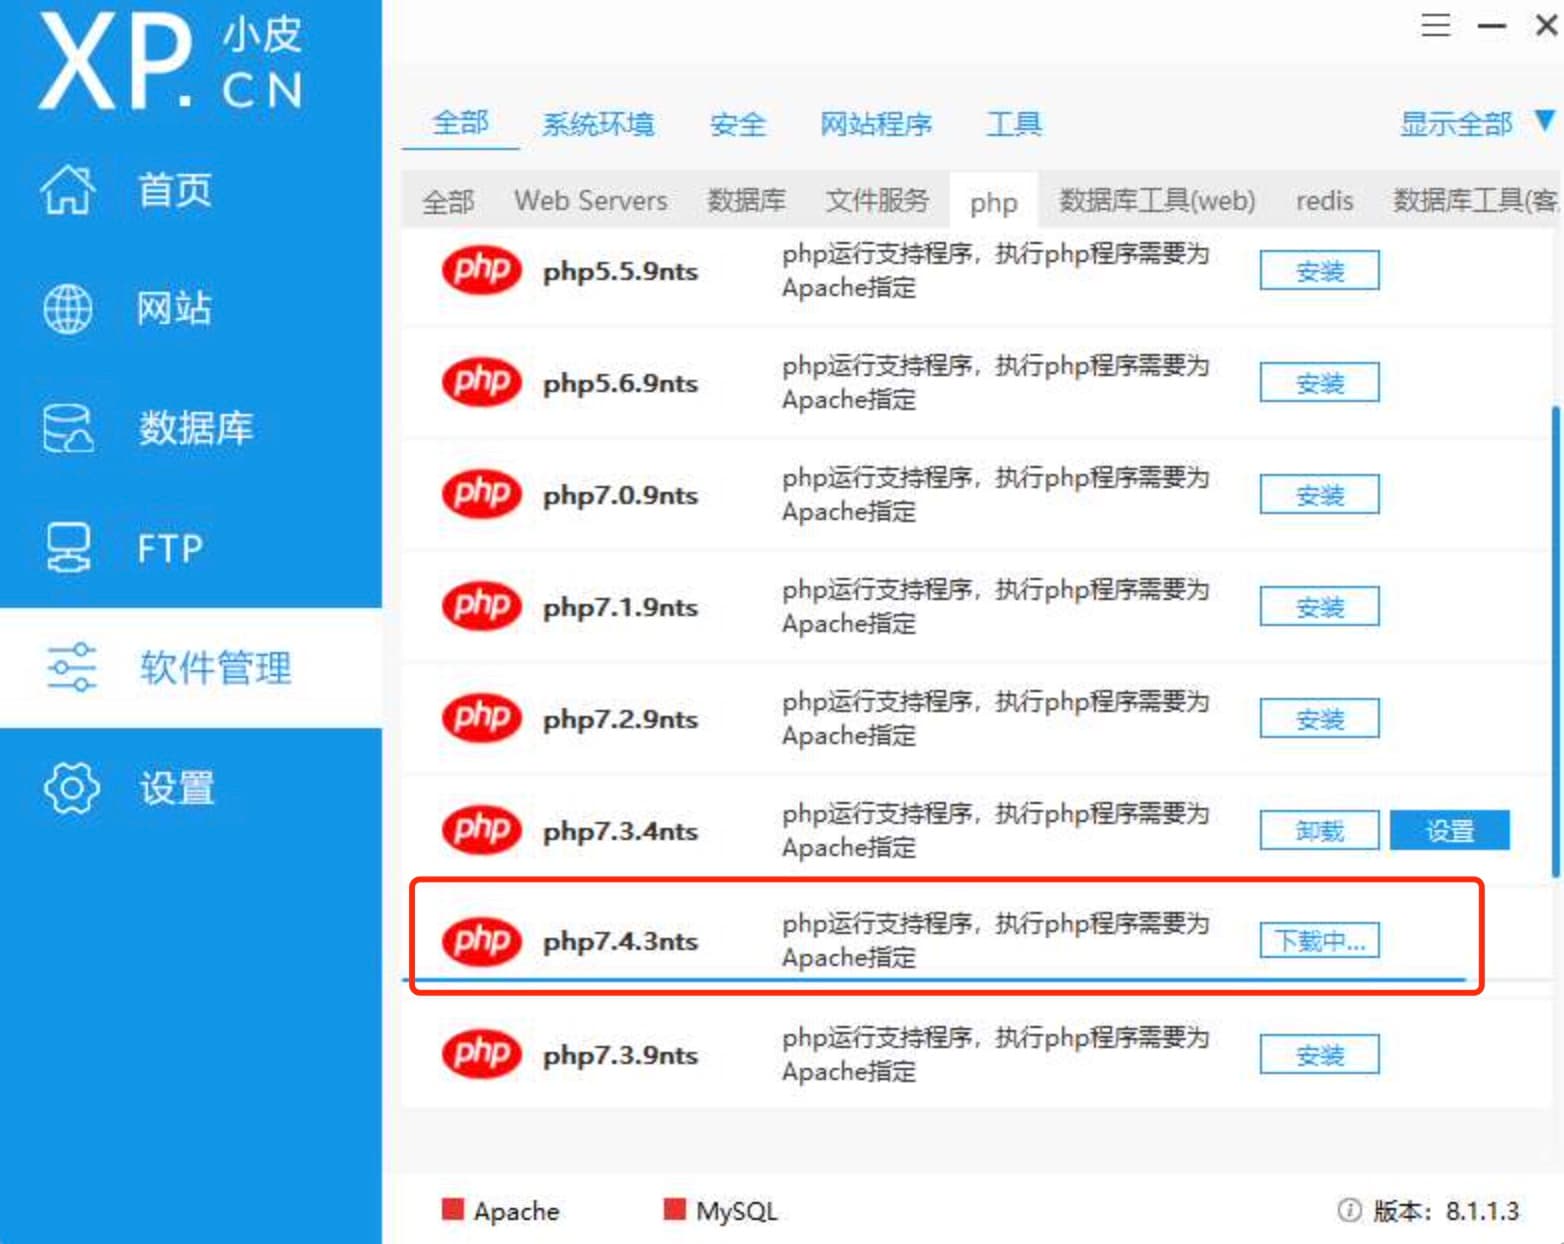 XP.小皮
CN
首页
网站
数据库
FTP
软件管理
设置
全部 系统环境 安全 网站程序 工具 显示全部
全部 Web Servers 数据库 文件服务 php 数据库工具(web) redis 数据库工具(客
php php5.5.9nts php运行支持程序，执行php程序需要为
Apache指定 安装
php php5.6.9nts php运行支持程序，执行php程序需要为
Apache指定 安装
php php7.0.9nts php运行支持程序，执行php程序需要为
Apache指定 安装
php php7.1.9nts php运行支持程序，执行php程序需要为
Apache指定 安装
php php7.2.9nts php运行支持程序，执行php程序需要为
Apache指定 安装
php php7.3.4nts php运行支持程序，执行php程序需要为
Apache指定 卸载 设置
php php7.4.3nts php运行支持程序，执行php程序需要为
Apache指定 下载中...
php php7.3.9nts php运行支持程序，执行php程序需要为
Apache指定 安装
Apache MySQL 版本：8.1.1.3